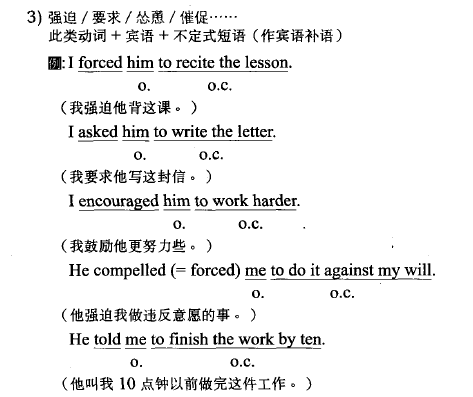 3) 强迫 / 要求 / 怂恿 / 催促……
此类动词 + 宾语 + 不定式短语（作宾语补语）
例: I forced him to recite the lesson.
o. o.c.
（我强迫他背这课。）
I asked him to write the letter.
o. o.c.
（我要求他写这封信。）
I encouraged him to work harder.
o. o.c.
（我鼓励他更努力些。）
He compelled (= forced) me to do it against my will.
o. o.c.
（他强迫我做违反意愿的事。）
He told me to finish the work by ten.
o. o.c.
（他叫我 10 点钟以前做完这件工作。）